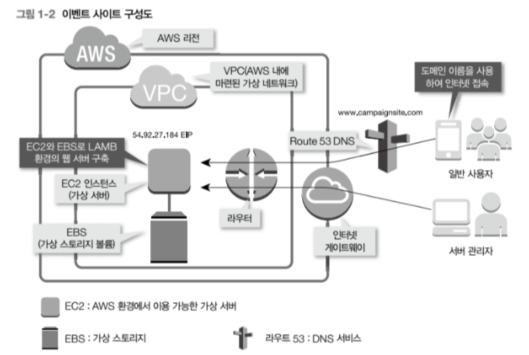 그림 1-2 이벤트 사이트 구성도
AWS
AWS 리전
VPC
VPC(AWS 내에
마련된 가상 네트워크)
도메인 이름을 사용
하여 인터넷 접속
www.campaignsite.com
54.92.27.184 EIP
EC2와 EBS로 LAMB
환경의 웹 서버 구축
Route 53 DNS
일반 사용자
EC2 인스턴스
(가상 서버)
라우터
EBS
(가상 스토리지 볼륨)
인터넷
게이트웨이
서버 관리자
EC2 : AWS 환경에서 이용 가능한 가상 서버
EBS : 가상 스토리지
라우트 53 : DNS 서비스